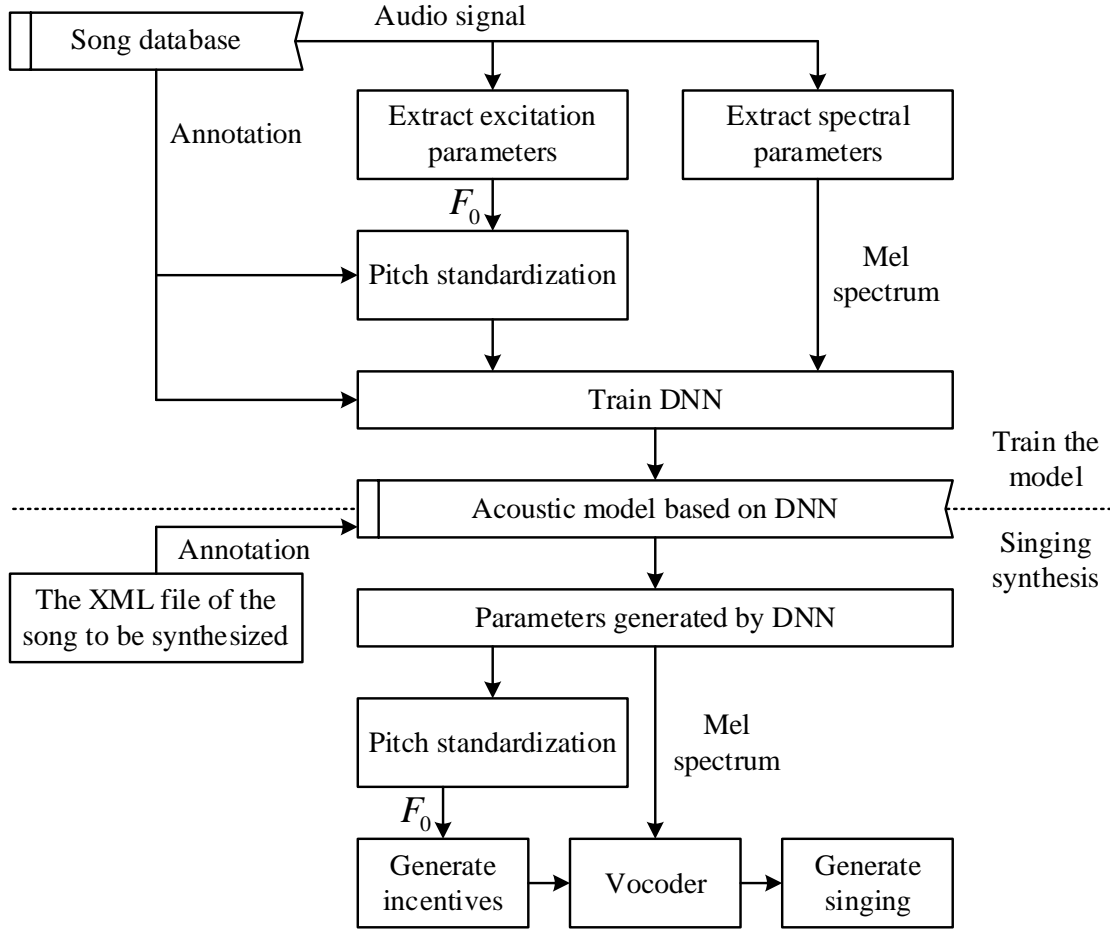 Audio signal
Song database
Annotation
Extract excitation
parameters
Extract spectral
parameters
F0
Pitch standardization
Mel
spectrum
Train DNN
Train the
model
Acoustic model based on DNN
Annotation
Singing
synthesis
The XML file of the
song to be synthesized
Parameters generated by DNN
Pitch standardization
Mel
spectrum
F0
Generate
incentives
Vocoder
Generate
singing